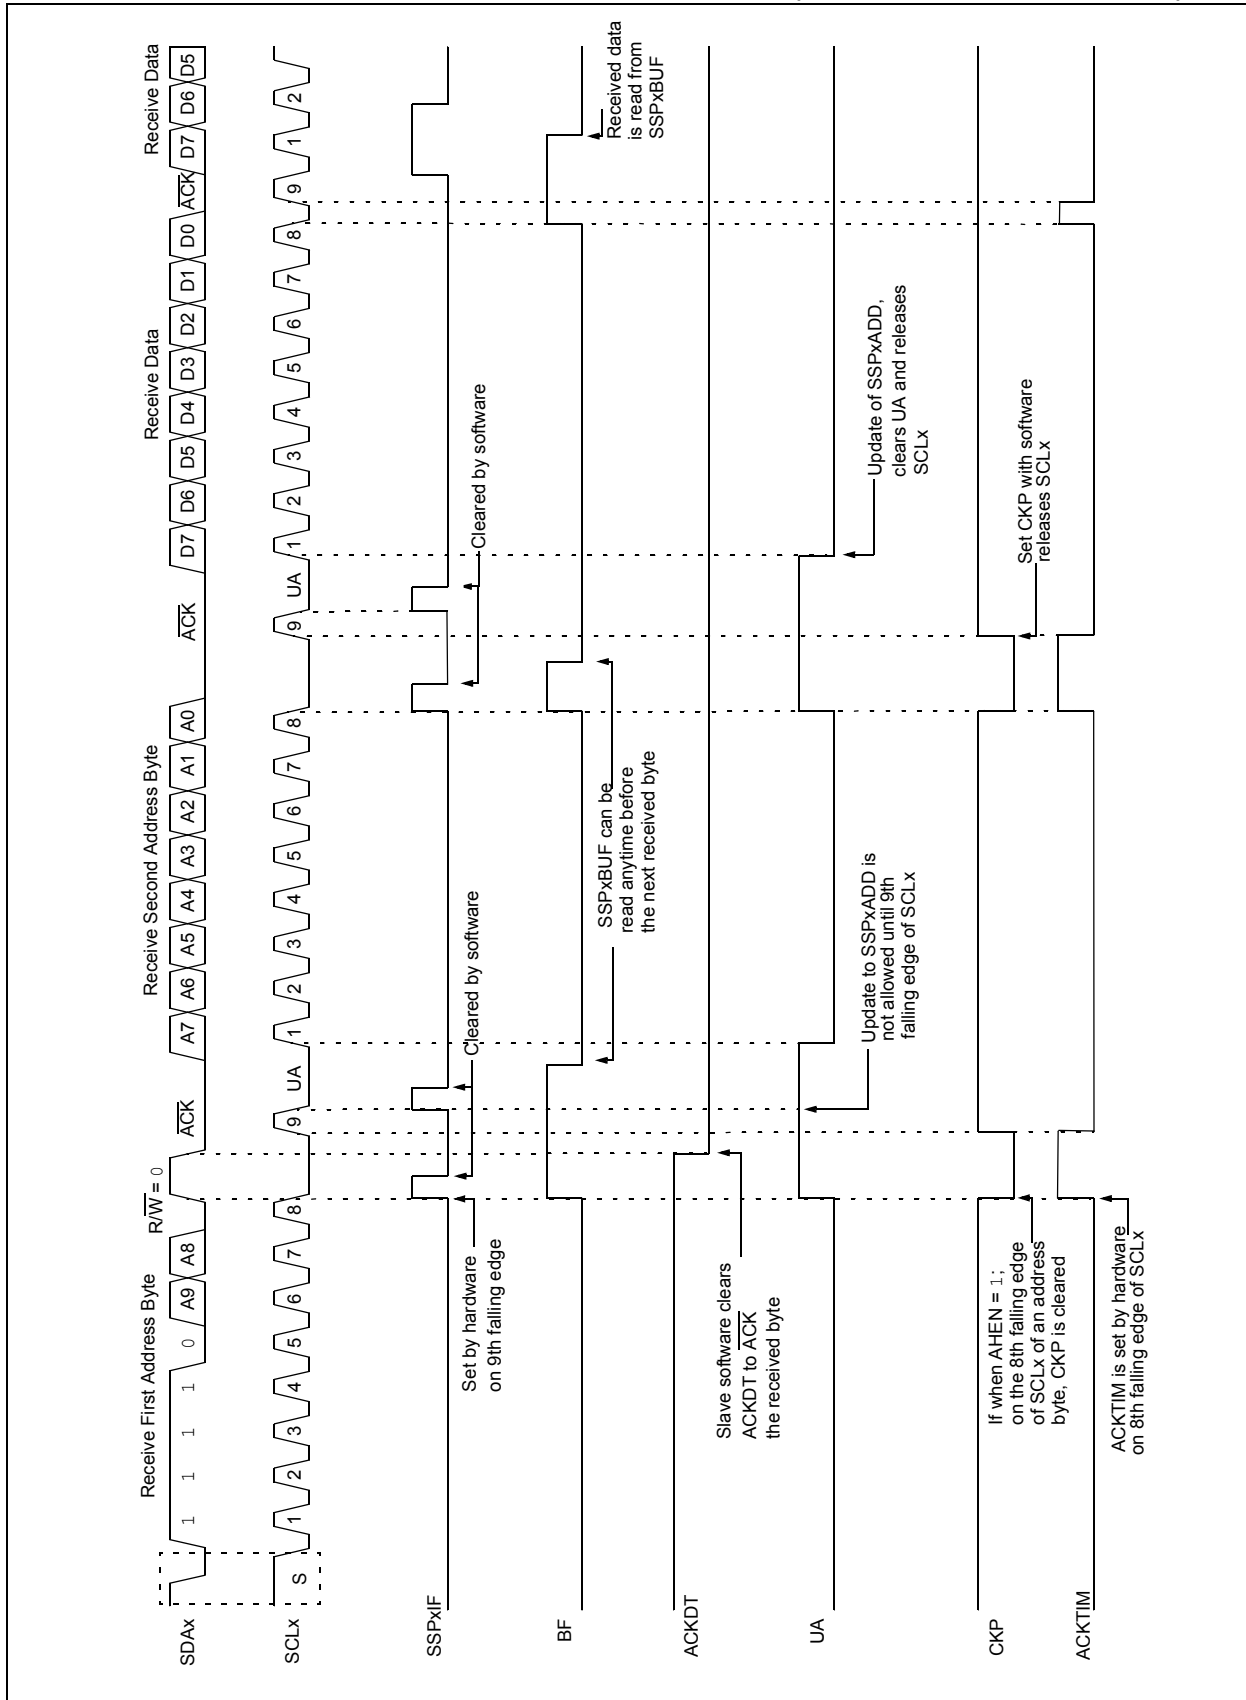 Receive First Address Byte
R/W = 0
ACK
Receive Second Address Byte
ACK
Receive Data
ACK
Receive Data
SDAx
1 1 1 1 0 A9 A8
A7 A6 A5 A4 A3 A2 A1 A0
D7 D6 D5 D4 D3 D2 D1 D0
D7 D6 D5
SCLx
S 1 2 3 4 5 6 7 8 9 UA 1 2 3 4 5 6 7 8 9 UA 1 2 3 4 5 6 7 8 9 1 2
SSPxIF
Set by hardware
on 9th falling edge
Cleared by software
Cleared by software
BF
SSPxBUF can be
read anytime before
the next received byte
Received data
is read from
SSPxBUF
ACKDT
Slave software clears
ACKDT to ACK
the received byte
UA
Update to SSPxADD is
not allowed until 9th
falling edge of SCLx
Update of SSPxADD,
clears UA and releases
SCLx
CKP
If when AHEN = 1;
on the 8th falling edge
of SCLx of an address
byte, CKP is cleared
Set CKP with software
releases SCLx
ACKTIM
ACKTIM is set by hardware
on 8th falling edge of SCLx